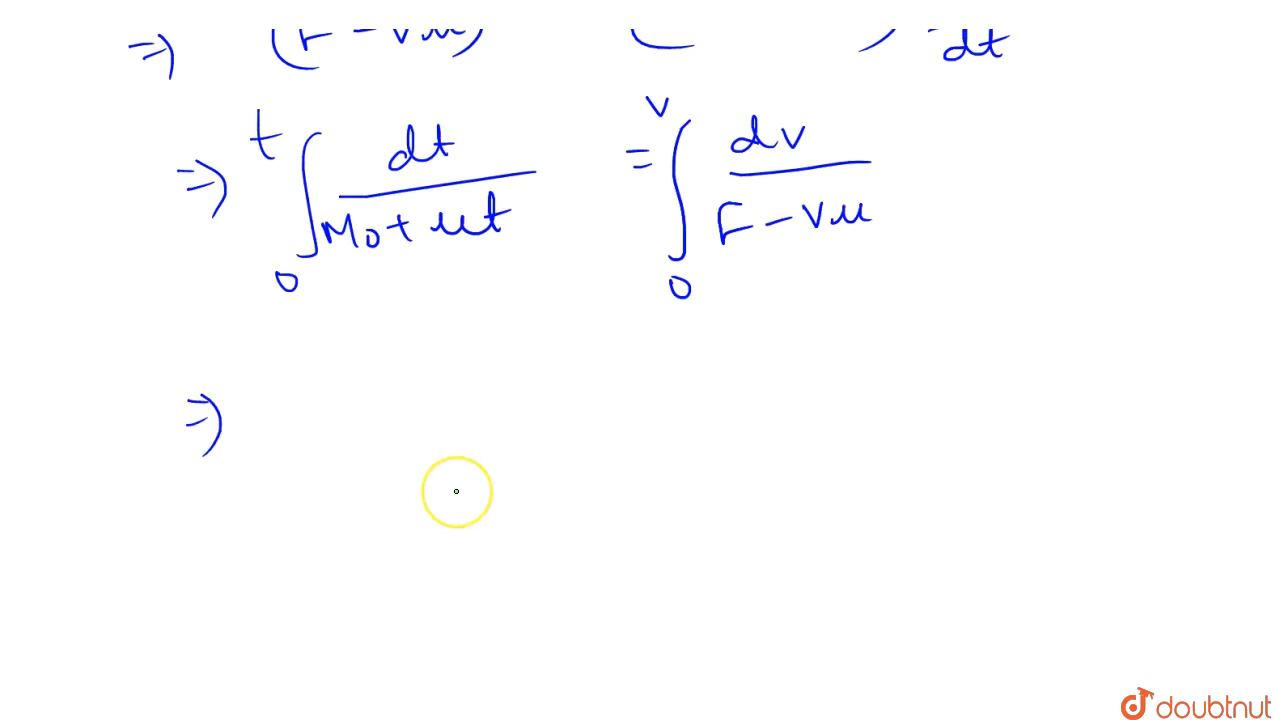 ⇒ (F - vμ) ( ) dt
⇒ ∫₀ᵗ dt/(M₀ + μt) = ∫₀ᵛ dv/(F - vμ)
⇒
doubtnut